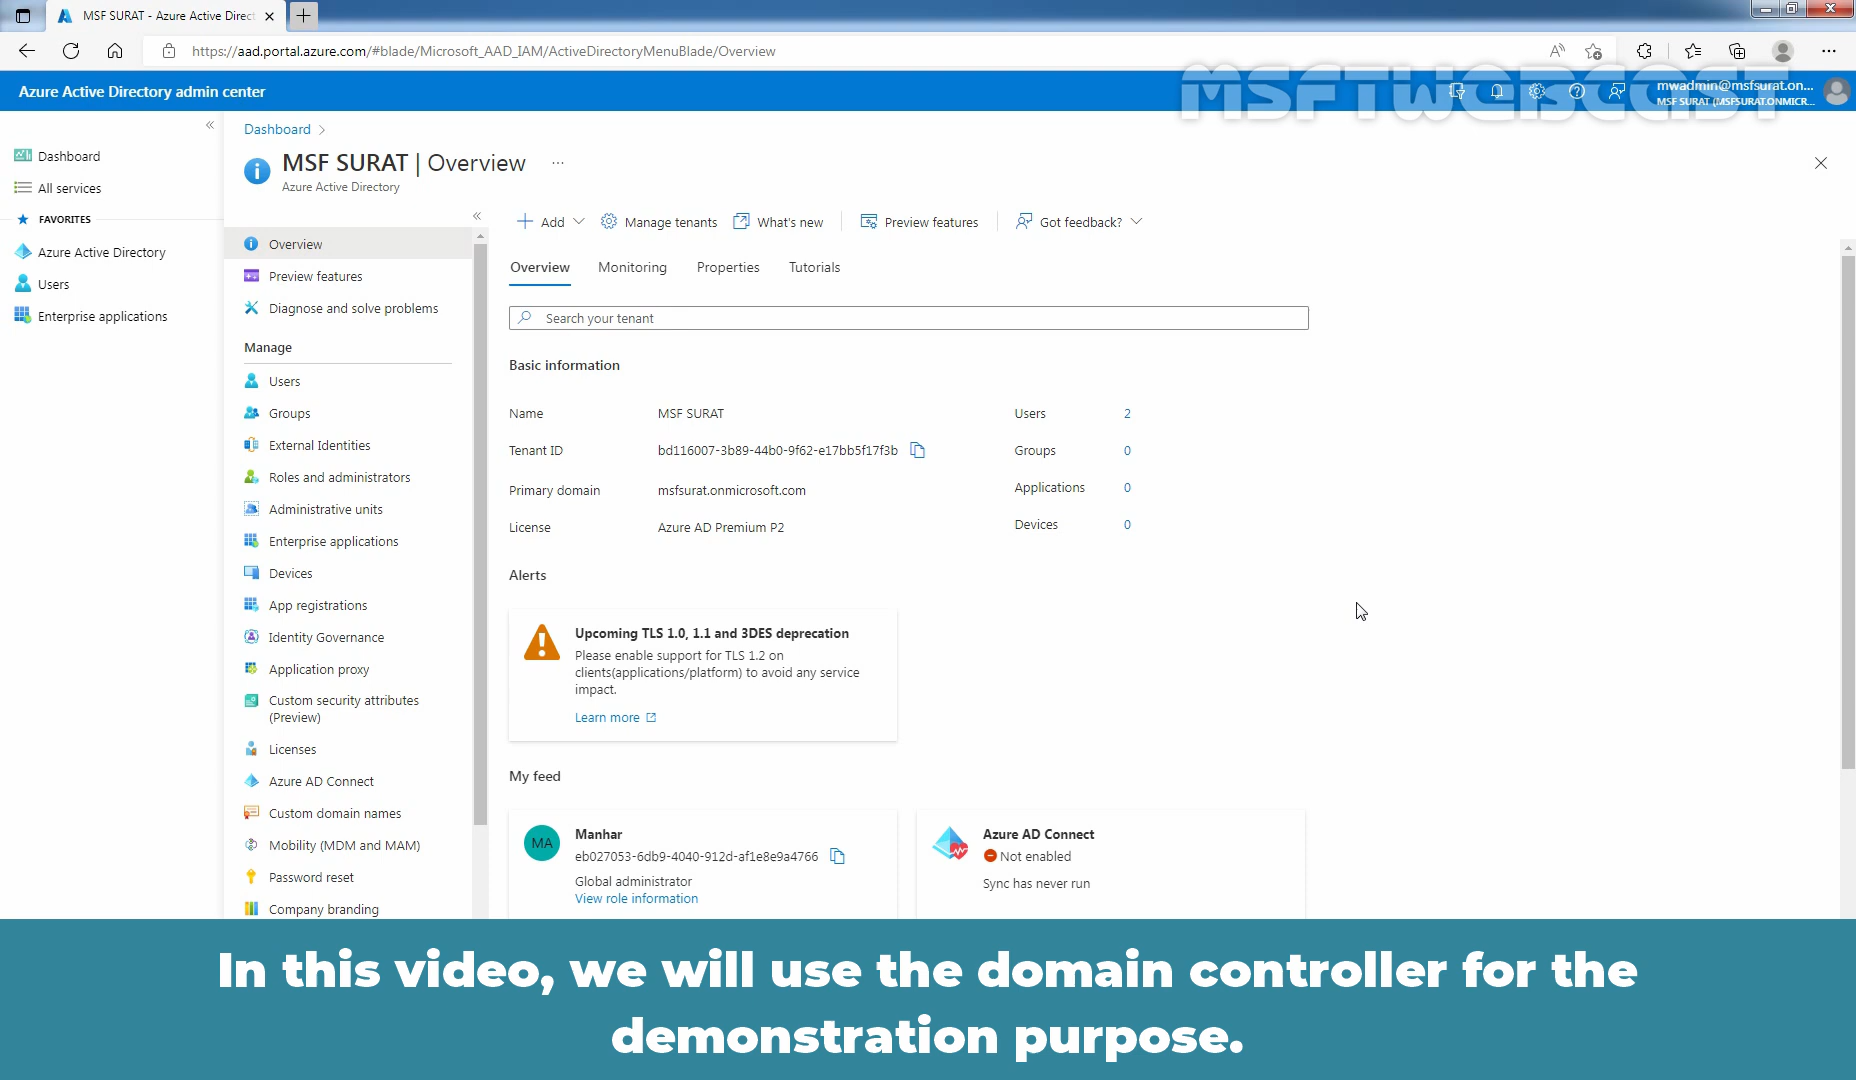 MSF SURAT - Azure Active Direct
https://aad.portal.azure.com/#blade/Microsoft_AAD_IAM/ActiveDirectoryMenuBlade/Overview
MSFTWEBCAST
Azure Active Directory admin center
mwadmin@msfsurat.on...
MSF SURAT (MSFSURAT.ONMICR...
Dashboard
All services
FAVORITES
Azure Active Directory
Users
Enterprise applications
Dashboard
MSF SURAT | Overview
Azure Active Directory
Overview
Preview features
Diagnose and solve problems
Manage
Users
Groups
External Identities
Roles and administrators
Administrative units
Enterprise applications
Devices
App registrations
Identity Governance
Application proxy
Custom security attributes
(Preview)
Licenses
Azure AD Connect
Custom domain names
Mobility (MDM and MAM)
Password reset
Company branding
Add Manage tenants What's new Preview features Got feedback?
Overview Monitoring Properties Tutorials
Search your tenant
Basic information
Name MSF SURAT Users 2
Tenant ID bd116007-3b89-44b0-9f62-e17bb5f17f3b Groups 0
Primary domain msfsurat.onmicrosoft.com Applications 0
License Azure AD Premium P2 Devices 0
Alerts
Upcoming TLS 1.0, 1.1 and 3DES deprecation
Please enable support for TLS 1.2 on
clients(applications/platform) to avoid any service
impact.
Learn more
My feed
MA
Manhar
eb027053-6db9-4040-912d-af1e8e9a4766
Global administrator
View role information
Azure AD Connect
Not enabled
Sync has never run
In this video, we will use the domain controller for the
demonstration purpose.